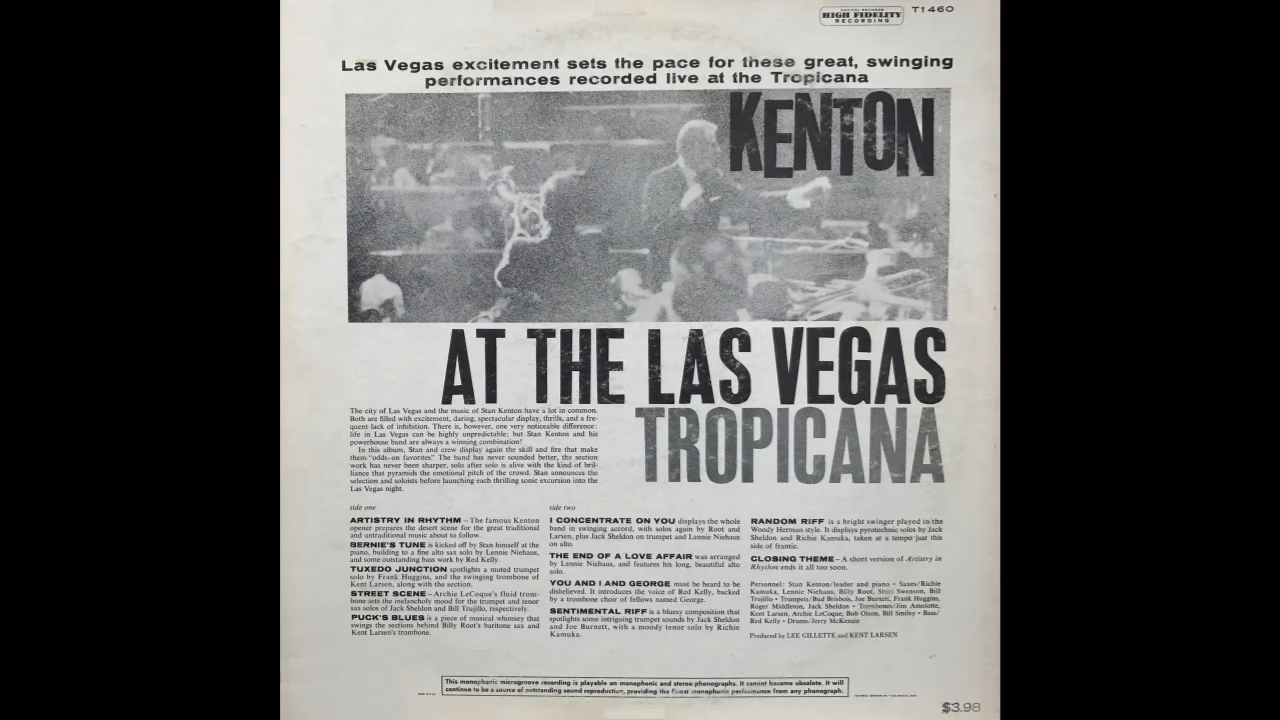 CAPITOL RECORDS
HIGH FIDELITY
RECORDING
T1460
Las Vegas excitement sets the pace for these great, swinging
performances recorded live at the Tropicana
KENTON
AT THE LAS VEGAS
TROPICANA
The city of Las Vegas and the music of Stan Kenton have a lot in common.
Both are filled with excitement, daring, spectacular display, thrills, and a fre-
quent lack of inhibition. There is, however, one very noticeable difference:
life in Las Vegas can be highly unpredictable; but Stan Kenton and his
powerhouse band are always a winning combination!
In this album, Stan and crew display again the skill and fire that make
them "odds-on favorites." The band has never sounded better, the section
work has never been sharper, solo after solo is alive with the kind of bril-
liance that pyramids the emotional pitch of the crowd. Stan announces the
selection and soloists before launching each thrilling sonic excursion into the
Las Vegas night.
side one
ARTISTRY IN RHYTHM – The famous Kenton
opener prepares the desert scene for the great traditional
and untraditional music about to follow.
BERNIE'S TUNE is kicked off by Stan himself at the
piano, building to a fine alto sax solo by Lennie Niehaus,
and some outstanding bass work by Red Kelly.
TUXEDO JUNCTION spotlights a muted trumpet
solo by Frank Huggins, and the swinging trombone of
Kent Larsen, along with the section.
STREET SCENE – Archie LeCoque's fluid trom-
bone sets the melancholy mood for the trumpet and tenor
sax solos of Jack Sheldon and Bill Trujillo, respectively.
PUCK'S BLUES is a piece of musical whimsey that
swings the sections behind Billy Root's baritone sax and
Kent Larsen's trombone.
side two
I CONCENTRATE ON YOU displays the whole
band in swinging accord, with solos again by Root and
Larsen, plus Jack Sheldon on trumpet and Lennie Niehaus
on alto.
THE END OF A LOVE AFFAIR was arranged
by Lennie Niehaus, and features his long, beautiful alto
solo.
YOU AND I AND GEORGE must be heard to be
disbelieved. It introduces the voice of Red Kelly, backed
by a trombone choir of fellows named George.
SENTIMENTAL RIFF is a bluesy composition that
spotlights some intriguing trumpet sounds by Jack Sheldon
and Joe Burnett, with a moody tenor solo by Richie
Kamuka.
RANDOM RIFF is a bright swinger played in the
Woody Herman style. It displays pyrotechnic solos by Jack
Sheldon and Richie Kamuka, taken at a tempo just this
side of frantic.
CLOSING THEME – A short version of Artistry in
Rhythm ends it all too soon.
Personnel: Stan Kenton/leader and piano • Saxes/Richie
Kamuka, Lennie Niehaus, Billy Root, Sturt Swenson, Bill
Trujillo • Trumpets/Bud Brisbois, Joe Burnett, Frank Huggins,
Roger Middleton, Jack Sheldon • Trombones/Jim Amolotte,
Kent Larsen, Archie LeCoque, Bob Olson, Bill Smiley • Bass/
Red Kelly • Drums/Jerry McKenzie
Produced by LEE GILLETTE and KENT LARSEN
This monophonic microgroove recording is playable on monophonic and stereo phonographs. It cannot become obsolete. It will
continue to be a source of outstanding sound reproduction, providing the finest monophonic performance from any phonograph.
$3.98